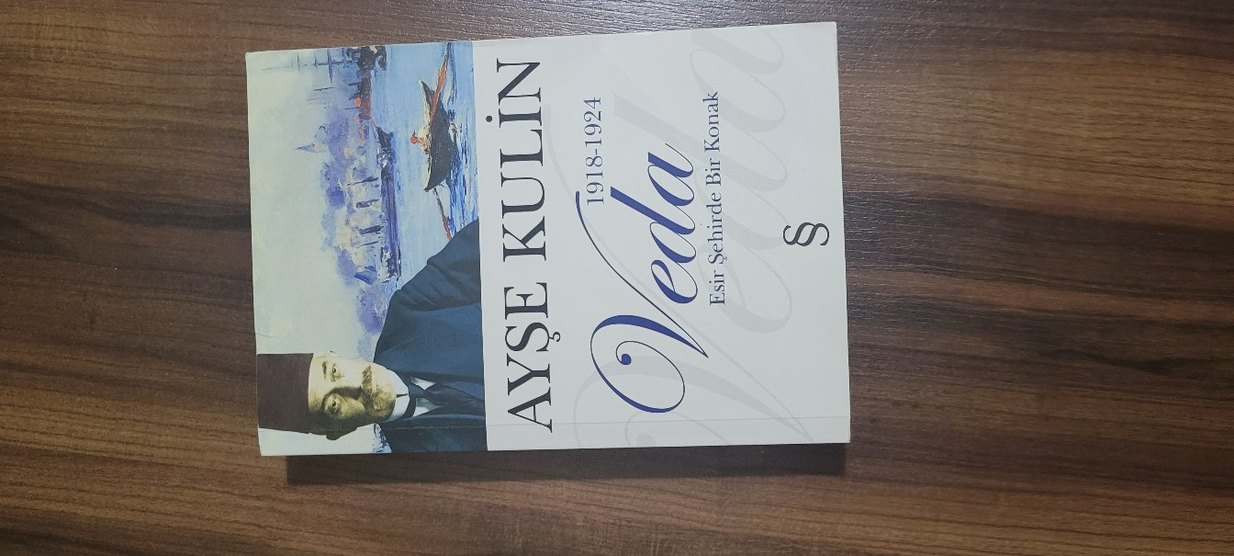 AYŞE KULİN
1918-1924
Veda
Esir Şehirde Bir Konak